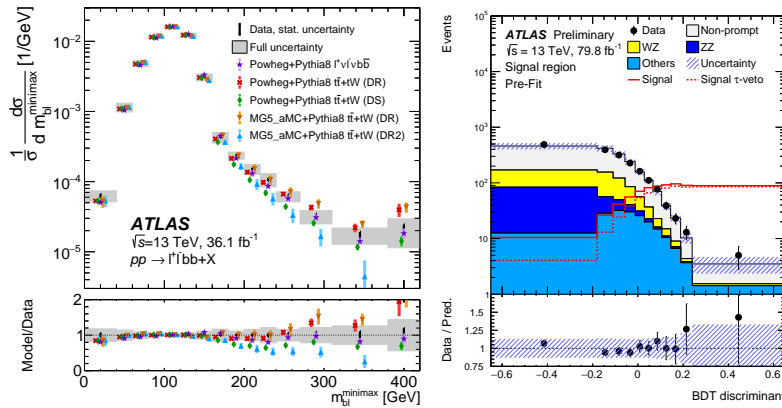 1/σ dσ/d m_bl^minimax [1/GeV]
10⁻²
10⁻³
10⁻⁴
10⁻⁵
Data, stat. uncertainty
Full uncertainty
Powheg+Pythia8 l⁺νl⁻νbb̄
Powheg+Pythia8 tt̄+tW (DR)
Powheg+Pythia8 tt̄+tW (DS)
MG5_aMC+Pythia8 tt̄+tW (DR)
MG5_aMC+Pythia8 tt̄+tW (DR2)
ATLAS
√s=13 TeV, 36.1 fb⁻¹
pp → l⁺l⁻bb+X
Model/Data
2
1
0
0 50 100 150 200 250 300 350 400
m_bl^minimax [GeV]
Events
10⁵
10⁴
10³
10²
10
1
ATLAS Preliminary
√s = 13 TeV, 79.8 fb⁻¹
Signal region
Pre-Fit
Data Non-prompt
WZ ZZ
Others Uncertainty
Signal Signal τ-veto
Data / Pred.
1.5
1.25
1
0.75
−0.6 −0.4 −0.2 0 0.2 0.4 0.6
BDT discriminan